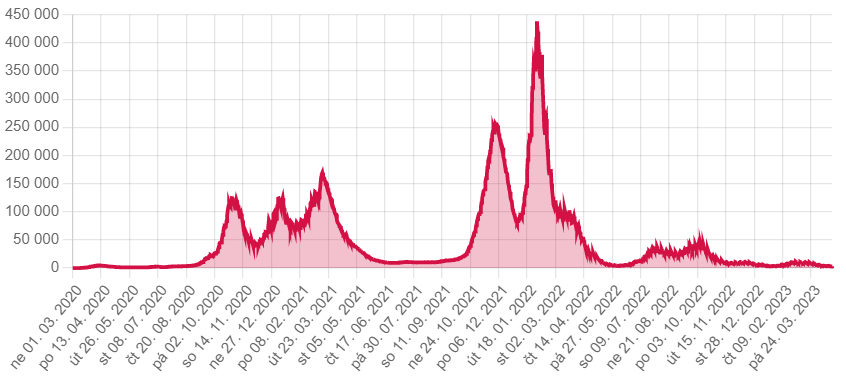 450 000
400 000
350 000
300 000
250 000
200 000
150 000
100 000
50 000
0
ne 01. 03. 2020
po 13. 04. 2020
út 26. 05. 2020
st 08. 07. 2020
čt 20. 08. 2020
pá 02. 10. 2020
so 14. 11. 2020
ne 27. 12. 2020
po 08. 02. 2021
út 23. 03. 2021
st 05. 05. 2021
čt 17. 06. 2021
pá 30. 07. 2021
so 11. 09. 2021
ne 24. 10. 2021
po 06. 12. 2021
út 18. 01. 2022
st 02. 03. 2022
čt 14. 04. 2022
pá 27. 05. 2022
so 09. 07. 2022
ne 21. 08. 2022
po 03. 10. 2022
út 15. 11. 2022
st 28. 12. 2022
čt 09. 02. 2023
pá 24. 03. 2023